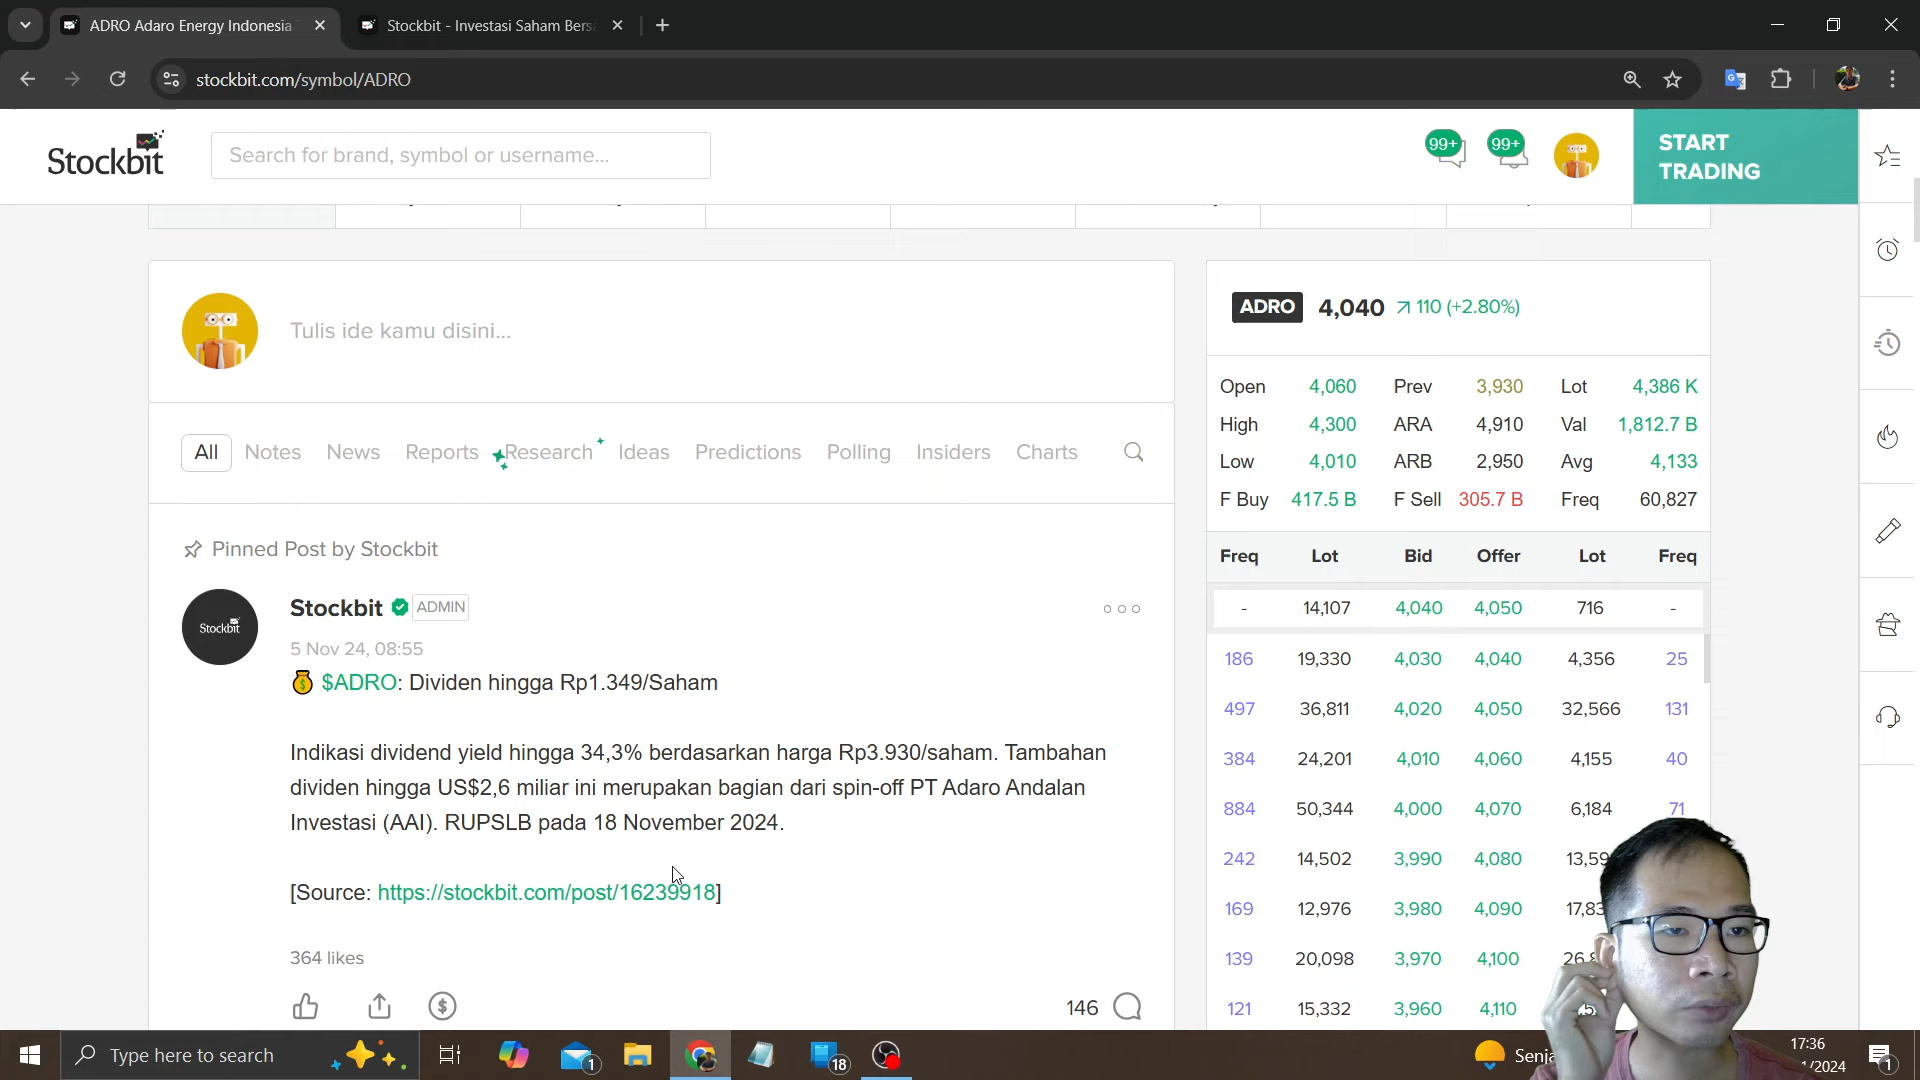 ADRO Adaro Energy Indonesia
Stockbit - Investasi Saham Bers
stockbit.com/symbol/ADRO
Stockbit
Search for brand, symbol or username...
99+
99+
START
TRADING
Tulis ide kamu disini...
All Notes News Reports Research Ideas Predictions Polling Insiders Charts
Pinned Post by Stockbit
Stockbit
Stockbit ADMIN
5 Nov 24, 08:55
$ADRO: Dividen hingga Rp1.349/Saham
Indikasi dividend yield hingga 34,3% berdasarkan harga Rp3.930/saham. Tambahan
dividen hingga US$2,6 miliar ini merupakan bagian dari spin-off PT Adaro Andalan
Investasi (AAI). RUPSLB pada 18 November 2024.
[Source: https://stockbit.com/post/16239918]
364 likes
146
ADRO 4,040 110 (+2.80%)
Open 4,060 Prev 3,930 Lot 4,386 K
High 4,300 ARA 4,910 Val 1,812.7 B
Low 4,010 ARB 2,950 Avg 4,133
F Buy 417.5 B F Sell 305.7 B Freq 60,827
Freq Lot Bid Offer Lot Freq
- 14,107 4,040 4,050 716 -
186 19,330 4,030 4,040 4,356 25
497 36,811 4,020 4,050 32,566 131
384 24,201 4,010 4,060 4,155 40
884 50,344 4,000 4,070 6,184 71
242 14,502 3,990 4,080 13,59
169 12,976 3,980 4,090 17,83
139 20,098 3,970 4,100
121 15,332 3,960 4,110
Type here to search
1
18
17:36
1/2024
1